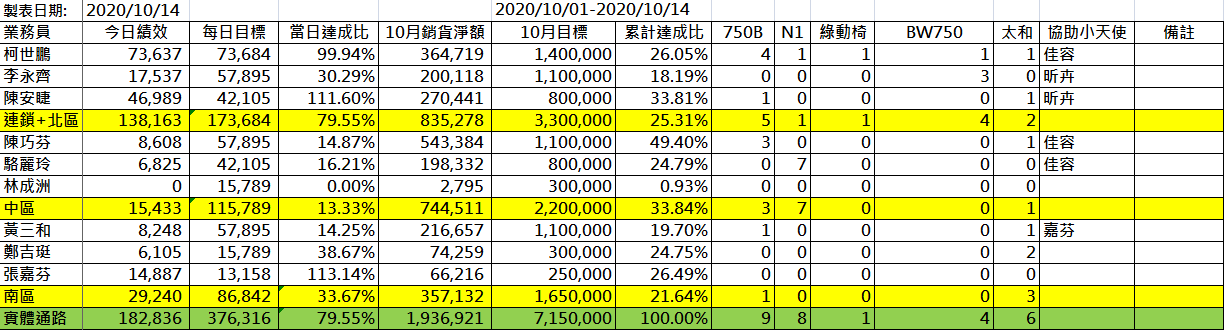 製表日期: 2020/10/14 2020/10/01-2020/10/14
業務員 今日績效 每日目標 當日達成比 10月銷貨淨額 10月目標 累計達成比 750B N1 綠動椅 BW750 太和 協助小天使 備註
柯世鵬 73,637 73,684 99.94% 364,719 1,400,000 26.05% 4 1 1 1 1 佳容
李永齊 17,537 57,895 30.29% 200,118 1,100,000 18.19% 0 0 0 3 0 昕卉
陳安睫 46,989 42,105 111.60% 270,441 800,000 33.81% 1 0 0 0 1 昕卉
連鎖+北區 138,163 173,684 79.55% 835,278 3,300,000 25.31% 5 1 1 4 2
陳巧芬 8,608 57,895 14.87% 543,384 1,100,000 49.40% 3 0 0 0 1 佳容
駱麗玲 6,825 42,105 16.21% 198,332 800,000 24.79% 0 7 0 0 0 佳容
林成洲 0 15,789 0.00% 2,795 300,000 0.93% 0 0 0 0 0
中區 15,433 115,789 13.33% 744,511 2,200,000 33.84% 3 7 0 0 1
黃三和 8,248 57,895 14.25% 216,657 1,100,000 19.70% 1 0 0 0 1 嘉芬
鄭吉珽 6,105 15,789 38.67% 74,259 300,000 24.75% 0 0 0 0 2
張嘉芬 14,887 13,158 113.14% 66,216 250,000 26.49% 0 0 0 0 0
南區 29,240 86,842 33.67% 357,132 1,650,000 21.64% 1 0 0 0 3
實體通路 182,836 376,316 79.55% 1,936,921 7,150,000 100.00% 9 8 1 4 6